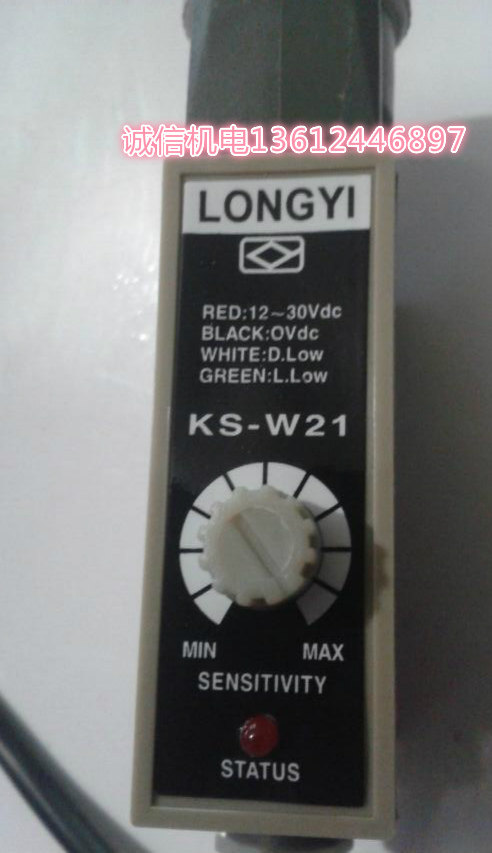 诚信机电13612446897
LONGYI
RED:12~30Vdc
BLACK:0Vdc
WHITE:D.Low
GREEN:L.Low
KS-W21
MIN MAX
SENSITIVITY
STATUS